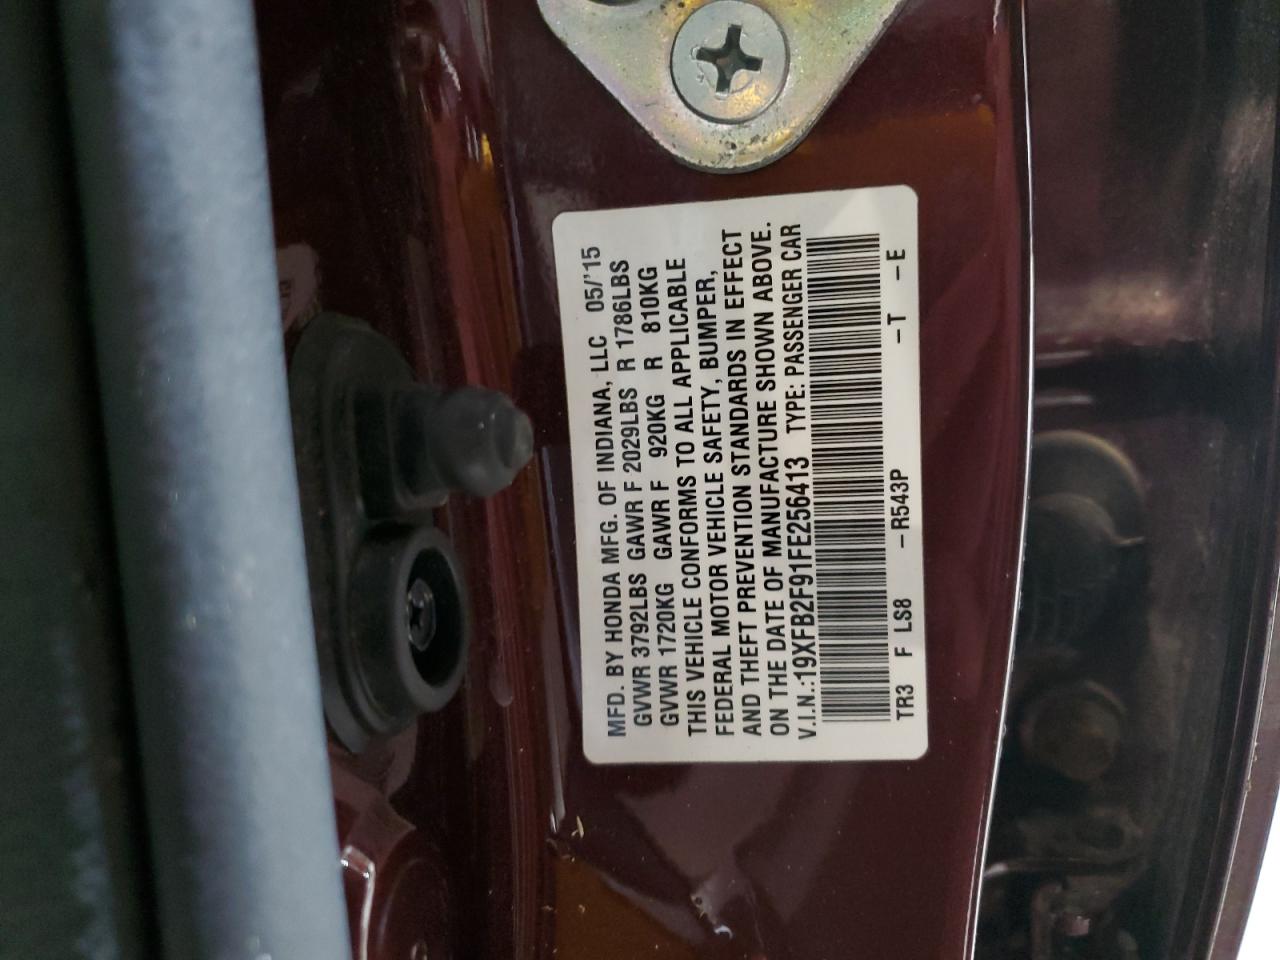 MFD. BY HONDA MFG. OF INDIANA, LLC 05/'15
GVWR 3792LBS GAWR F 2029LBS R 1786LBS
GVWR 1720KG GAWR F 920KG R 810KG
THIS VEHICLE CONFORMS TO ALL APPLICABLE
FEDERAL MOTOR VEHICLE SAFETY, BUMPER,
AND THEFT PREVENTION STANDARDS IN EFFECT
ON THE DATE OF MANUFACTURE SHOWN ABOVE.
V.I.N.:19XFB2F91FE256413 TYPE: PASSENGER CAR
TR3 F LS8 –R543P –T –E